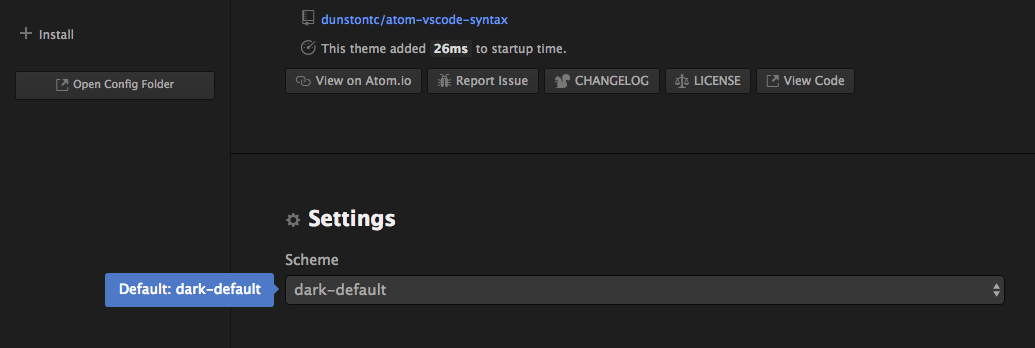 Install
Open Config Folder
dunstontc/atom-vscode-syntax
This theme added 26ms to startup time.
View on Atom.io Report Issue CHANGELOG LICENSE View Code
Settings
Scheme
Default: dark-default
dark-default